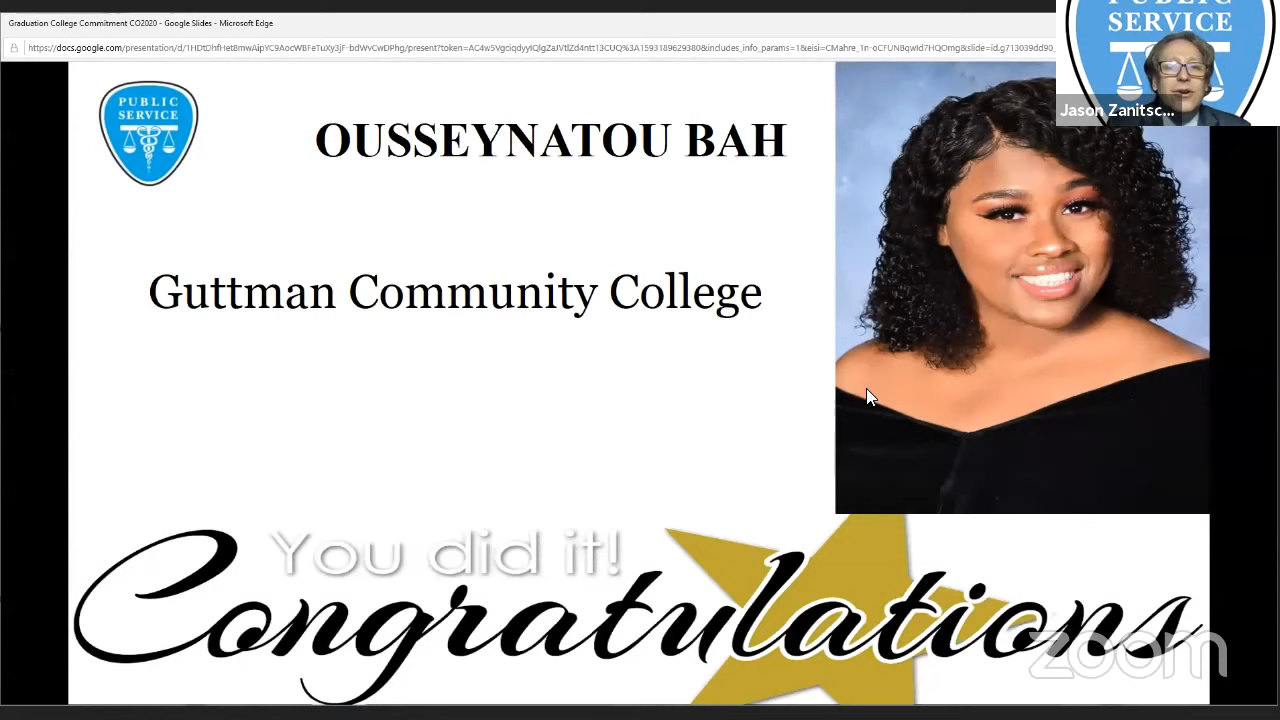 Graduation College Commitment CO2020 - Google Slides - Microsoft Edge
PUBLIC
SERVICE
Jason Zanitsc...
PUBLIC
SERVICE
OUSSEYNATOU BAH
Guttman Community College
You did it!
Congratulations
zoom